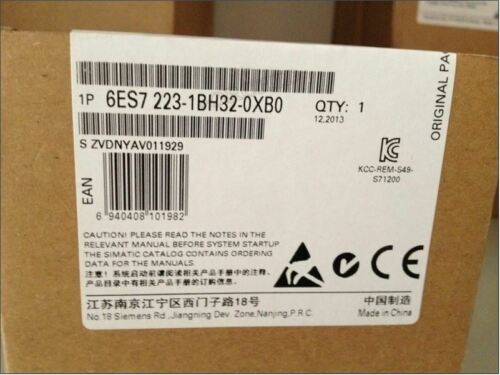 1P 6ES7 223-1BH32-0XB0 QTY: 1
12,2013
S ZVDNYAV011929
KCC-REM-S49-
S71200
EAN
6 940408 101982
ORIGINAL PA
CAUTION! PLEASE READ THE NOTES IN THE
RELEVANT MANUAL BEFORE SYSTEM STARTUP
THE SIMATIC CATALOG CONTAINS ORDERING
DATA FOR THE MANUALS
注意！系统启动前请阅读相关产品手册中的注释，
产品目录中有相关产品手册的订购信息。
CE
江苏南京江宁区西门子路18号
No.18 Siemens Rd.,Jiangning Dev. Zone,Nanjing,P.R.C.
中国制造
Made in China